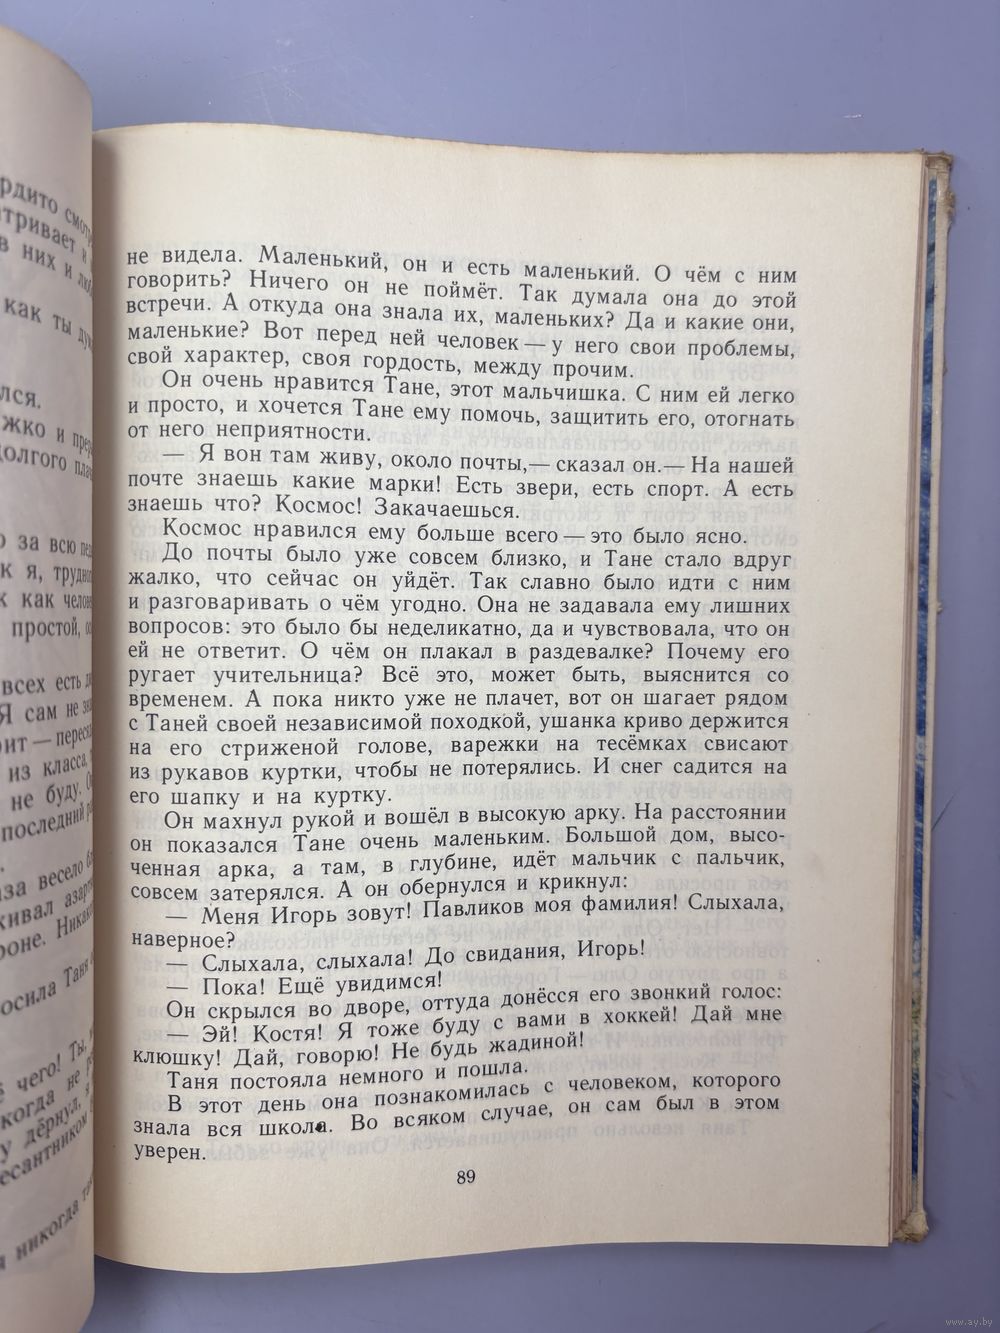 не видела. Маленький, он и есть маленький. О чём с ним
говорить? Ничего он не поймёт. Так думала она до этой
встречи. А откуда она знала их, маленьких? Да и какие они,
маленькие? Вот перед ней человек — у него свои проблемы,
свой характер, своя гордость, между прочим.
Он очень нравится Тане, этот мальчишка. С ним ей легко
и просто, и хочется Тане ему помочь, защитить его, отогнать
от него неприятности.
— Я вон там живу, около почты,— сказал он.— На нашей
почте знаешь какие марки! Есть звери, есть спорт. А есть
знаешь что? Космос! Закачаешься.
Космос нравился ему больше всего — это было ясно.
До почты было уже совсем близко, и Тане стало вдруг
жалко, что сейчас он уйдёт. Так славно было идти с ним
и разговаривать о чём угодно. Она не задавала ему лишних
вопросов: это было бы неделикатно, да и чувствовала, что он
ей не ответит. О чём он плакал в раздевалке? Почему его
ругает учительница? Всё это, может быть, выяснится со
временем. А пока никто уже не плачет, вот он шагает рядом
с Таней своей независимой походкой, ушанка криво держится
на его стриженой голове, варежки на тесёмках свисают
из рукавов куртки, чтобы не потерялись. И снег садится на
его шапку и на куртку.
Он махнул рукой и вошёл в высокую арку. На расстоянии
он показался Тане очень маленьким. Большой дом, высо-
ченная арка, а там, в глубине, идёт мальчик с пальчик,
совсем затерялся. А он обернулся и крикнул:
— Меня Игорь зовут! Павликов моя фамилия! Слыхала,
наверное?
— Слыхала, слыхала! До свидания, Игорь!
— Пока! Ещё увидимся!
Он скрылся во дворе, оттуда донёсся его звонкий голос:
— Эй! Костя! Я тоже буду с вами в хоккей! Дай мне
клюшку! Дай, говорю! Не будь жадиной!
Таня постояла немного и пошла.
В этот день она познакомилась с человеком, которого
знала вся школа. Во всяком случае, он сам был в этом
уверен.
89
www.ay.by